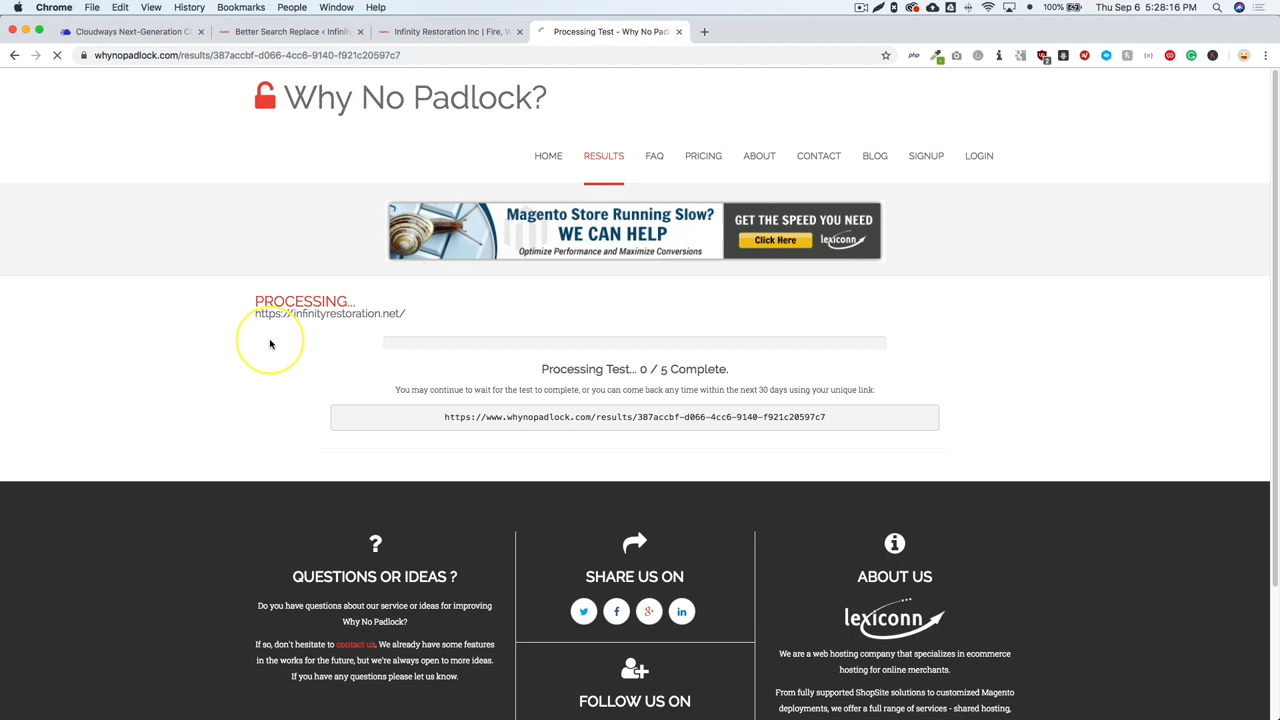 Chrome File Edit View History Bookmarks People Window Help 100% Thu Sep 6 5:28:16 PM
Cloudways Next-Generation C
Better Search Replace ‹ Infinit
Infinity Restoration Inc | Fire, W
Processing Test - Why No Pad
whynopadlock.com/results/387accbf-d066-4cc6-9140-f921c20597c7
php
Why No Padlock?
HOME RESULTS FAQ PRICING ABOUT CONTACT BLOG SIGNUP LOGIN
Magento Store Running Slow?
WE CAN HELP
Optimize Performance and Maximize Conversions
GET THE SPEED YOU NEED
Click Here
lexiconn
PROCESSING...
https://infinityrestoration.net/
Processing Test... 0 / 5 Complete.
You may continue to wait for the test to complete, or you can come back any time within the next 30 days using your unique link:
https://www.whynopadlock.com/results/387accbf-d066-4cc6-9140-f921c20597c7
QUESTIONS OR IDEAS ?
Do you have questions about our service or ideas for improving
Why No Padlock?
If so, don't hesitate to contact us. We already have some features
in the works for the future, but we're always open to more ideas.
If you have any questions please let us know.
SHARE US ON
FOLLOW US ON
ABOUT US
lexiconn
We are a web hosting company that specializes in ecommerce
hosting for online merchants.
From fully supported ShopSite solutions to customized Magento
deployments, we offer a full range of services - shared hosting,